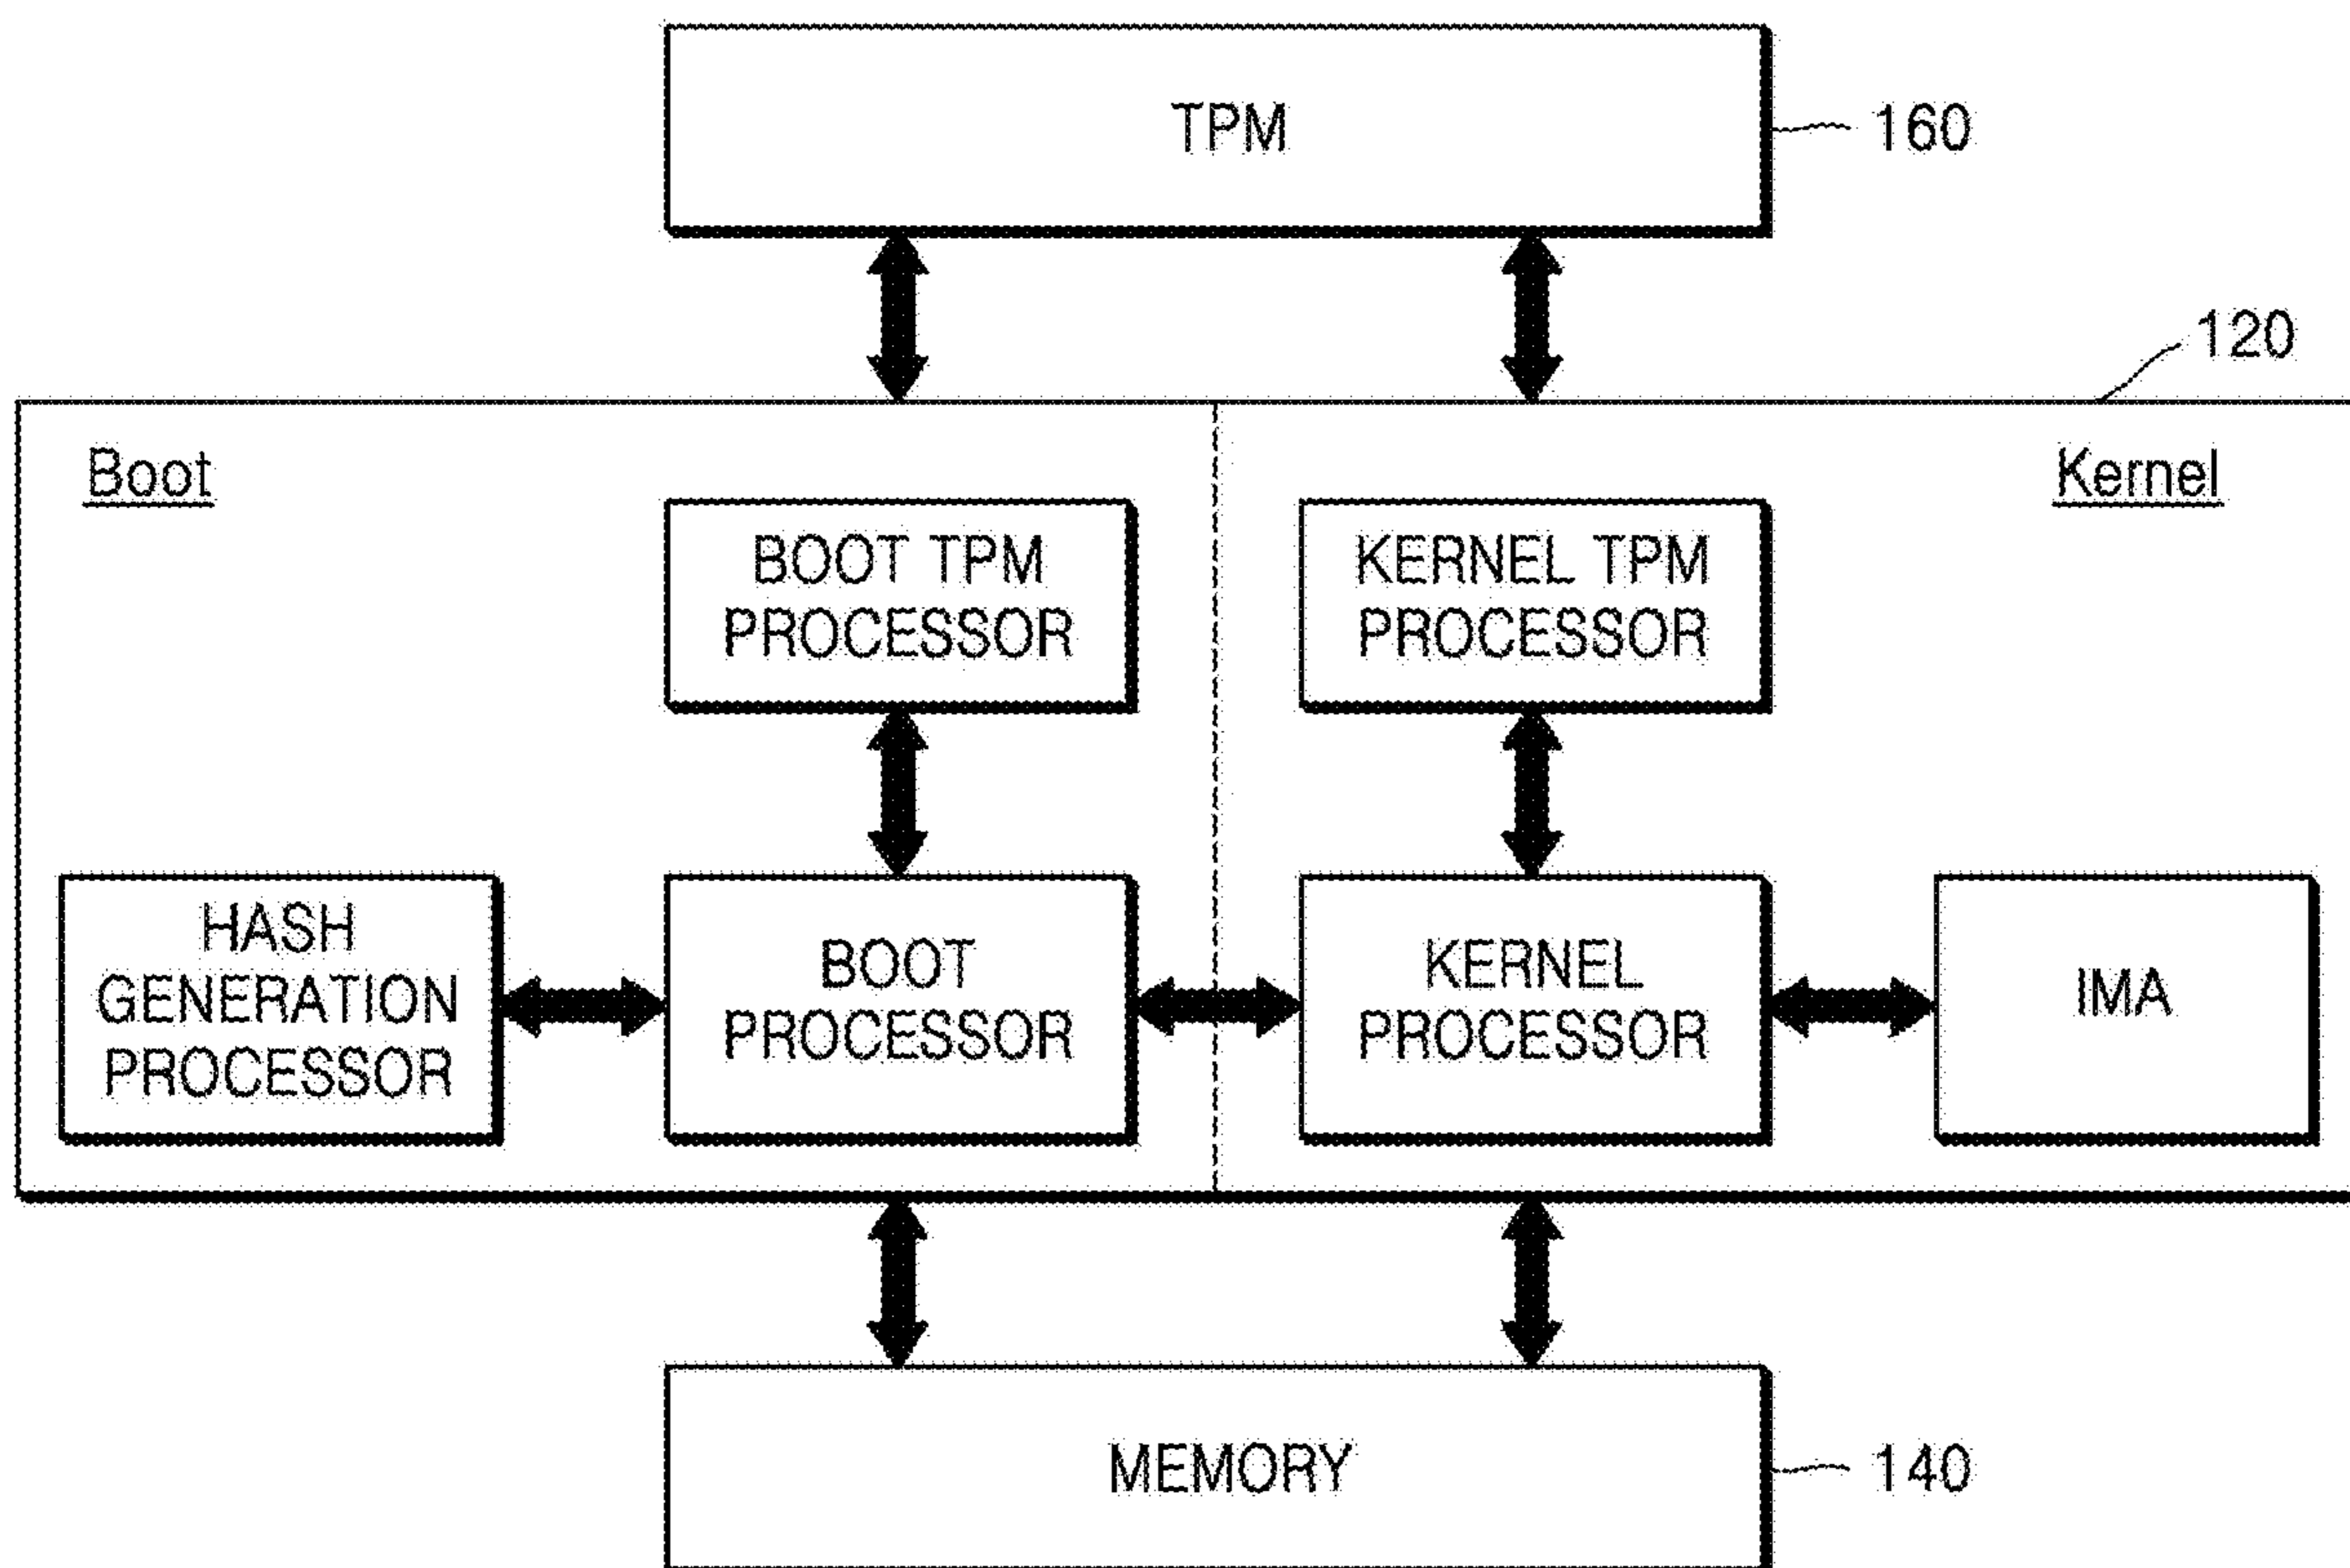 TPM
160
120
Boot
Kernel
BOOT TPM
PROCESSOR
KERNEL TPM
PROCESSOR
HASH
GENERATION
PROCESSOR
BOOT
PROCESSOR
KERNEL
PROCESSOR
IMA
MEMORY
140